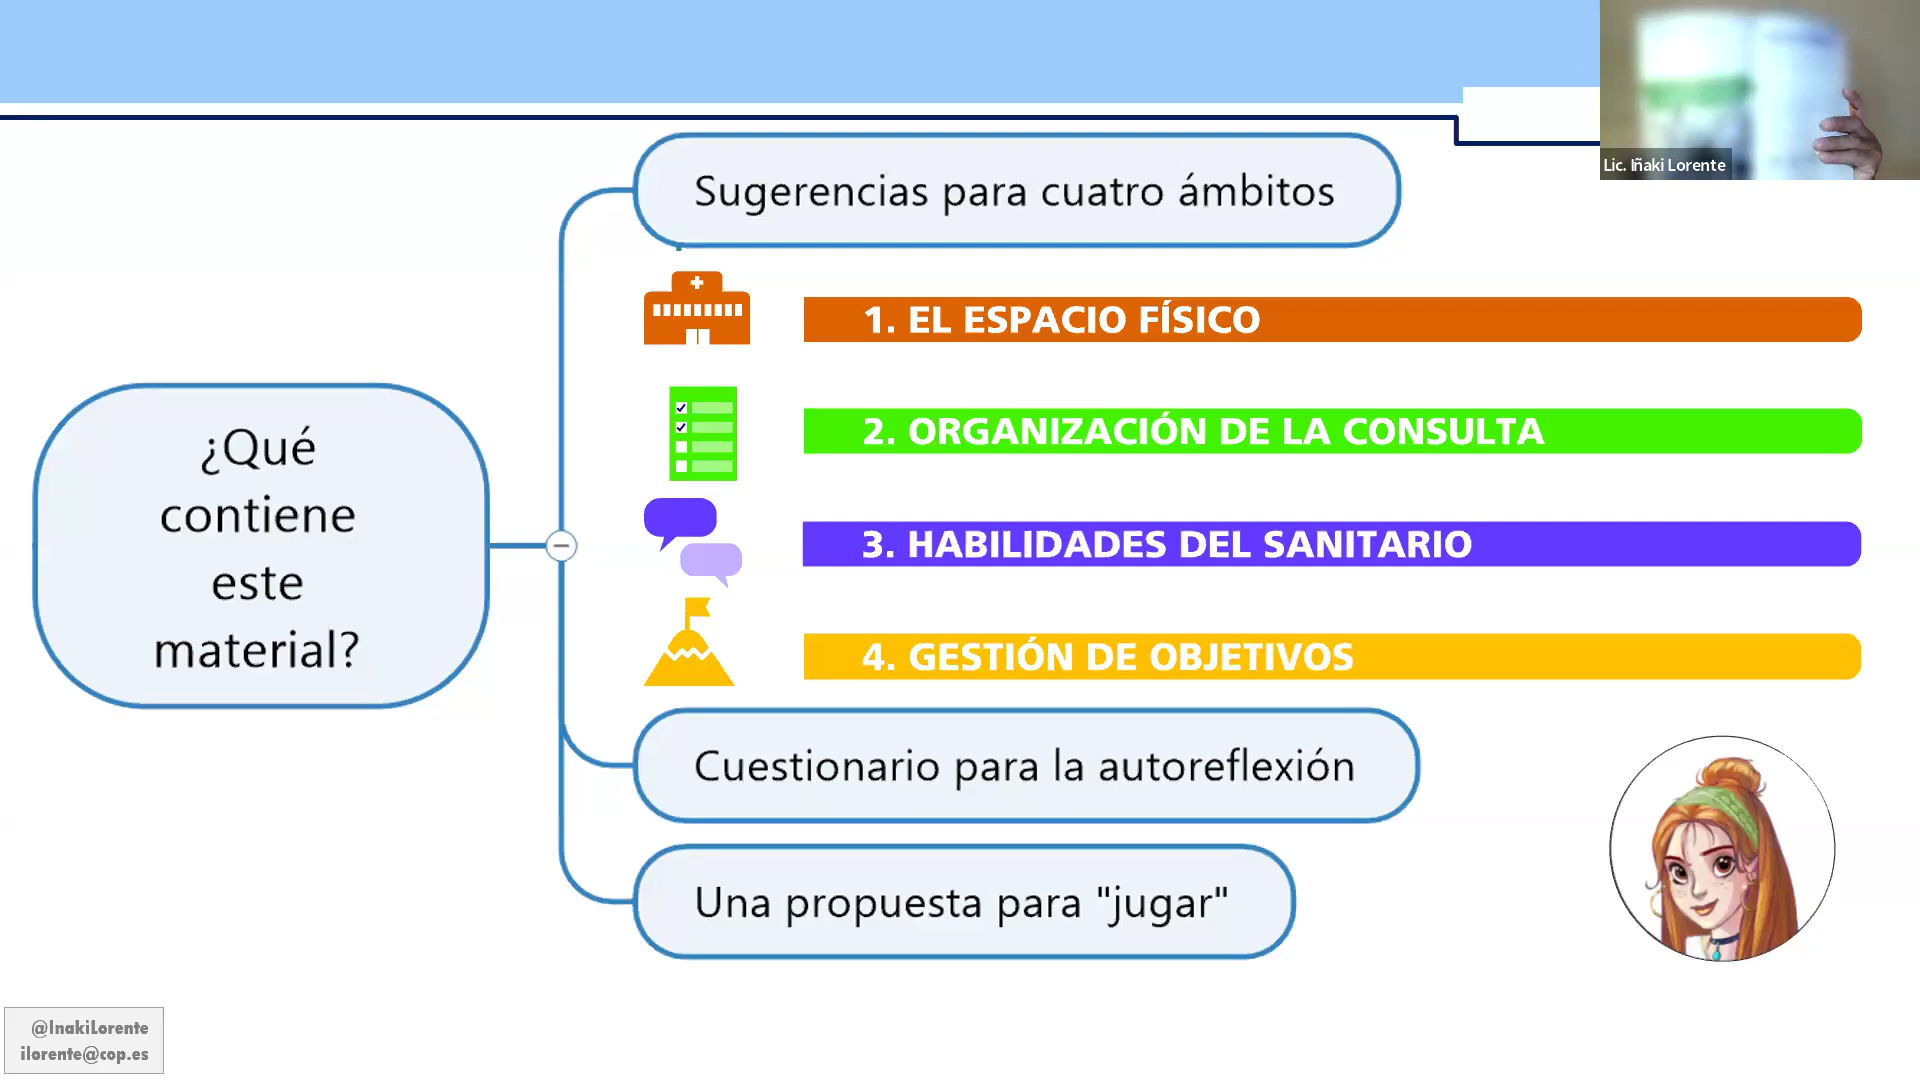 Lic. Iñaki Lorente
¿Qué
contiene
este
material?
Sugerencias para cuatro ámbitos
1. EL ESPACIO FÍSICO
2. ORGANIZACIÓN DE LA CONSULTA
3. HABILIDADES DEL SANITARIO
4. GESTIÓN DE OBJETIVOS
Cuestionario para la autoreflexión
Una propuesta para "jugar"
@InakiLorente
ilorente@cop.es